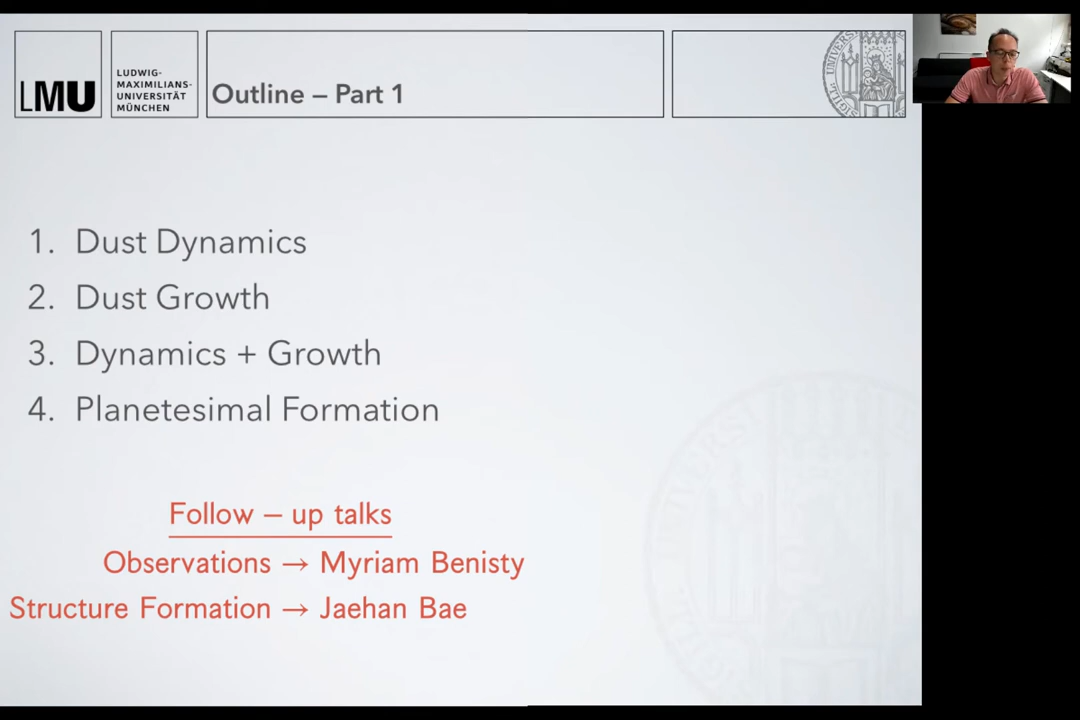 LMU
LUDWIG-
MAXIMILIANS-
UNIVERSITÄT
MÜNCHEN
Outline – Part 1
1. Dust Dynamics
2. Dust Growth
3. Dynamics + Growth
4. Planetesimal Formation
Follow – up talks
Observations → Myriam Benisty
Structure Formation → Jaehan Bae